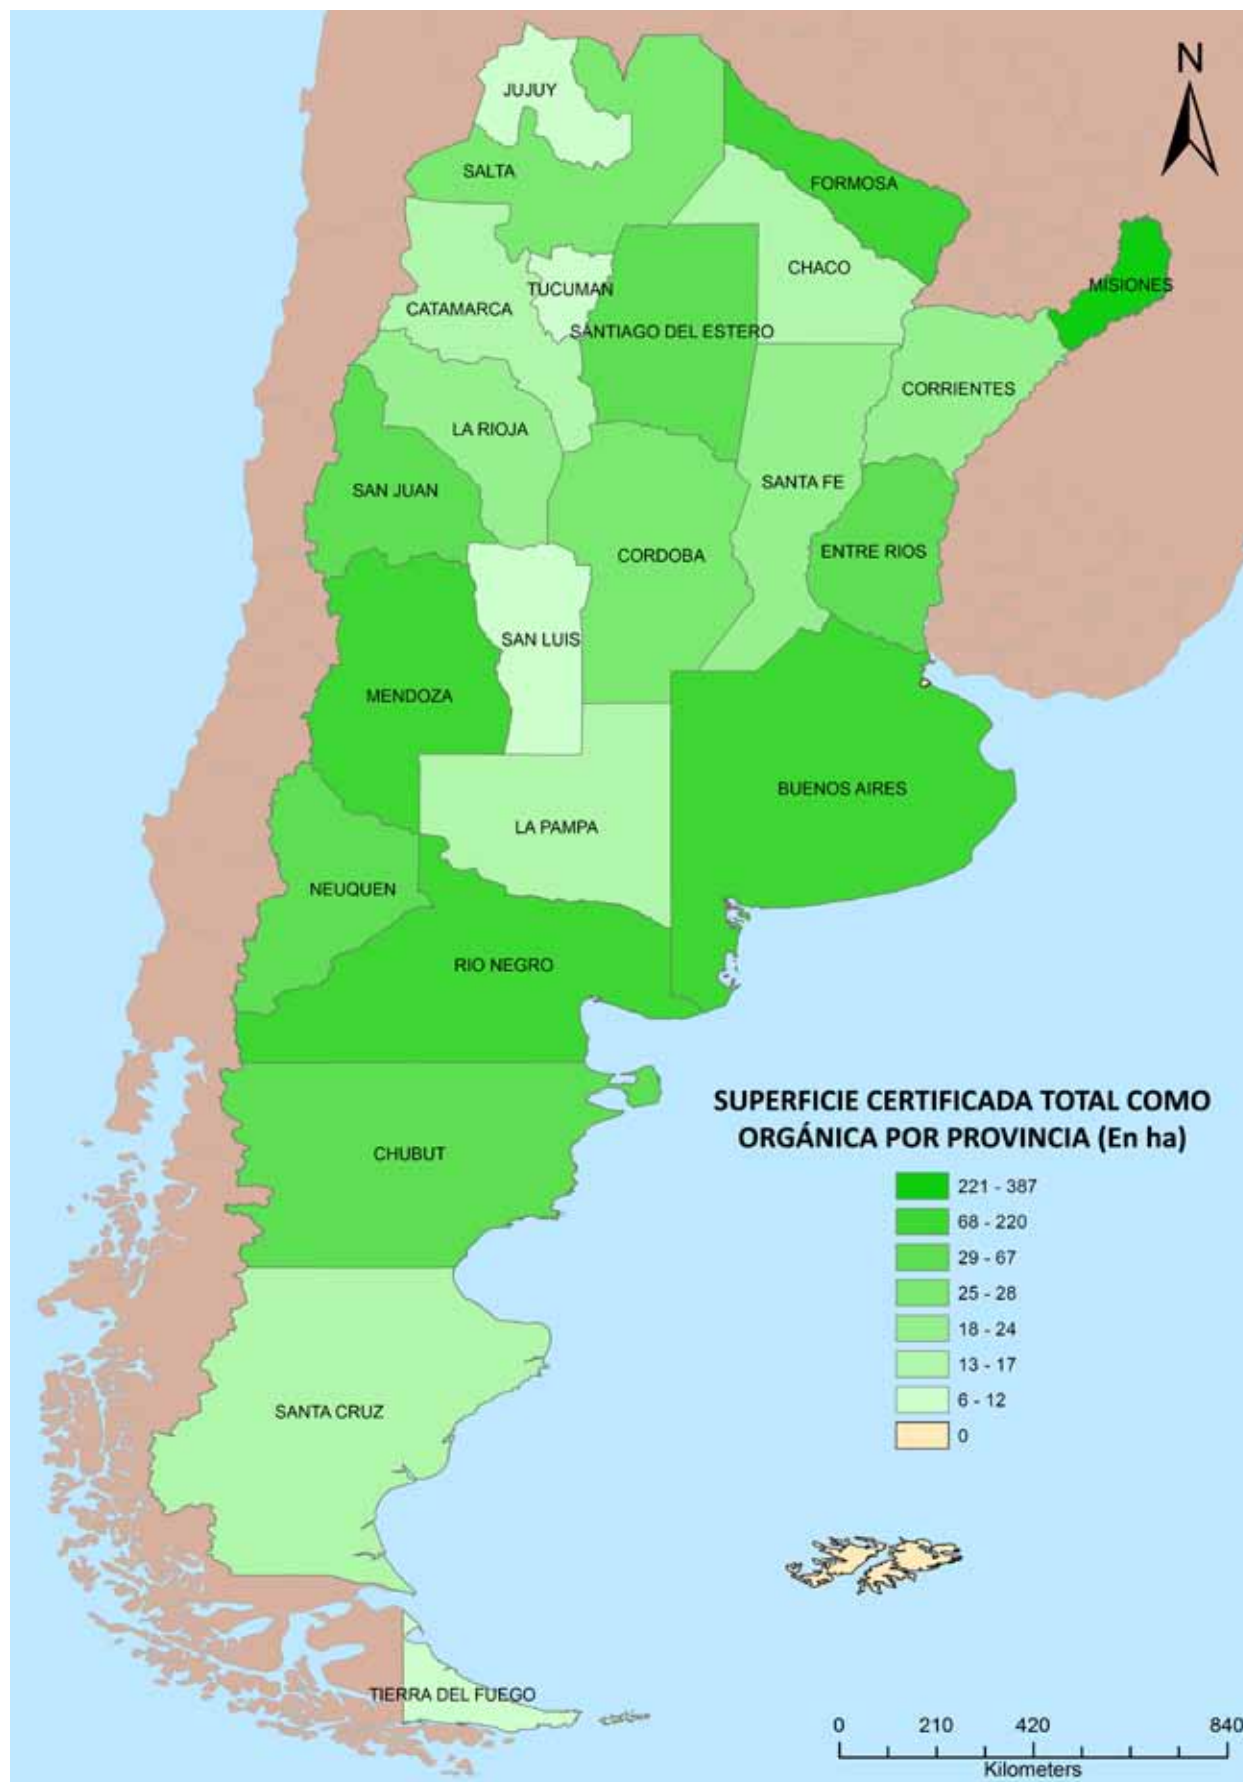 N
JUJUY
SALTA
FORMOSA
CHACO
MISIONES
TUCUMAN
CATAMARCA
SANTIAGO DEL ESTERO
CORRIENTES
LA RIOJA
SANTA FE
SAN JUAN
CORDOBA
ENTRE RIOS
SAN LUIS
MENDOZA
BUENOS AIRES
LA PAMPA
NEUQUEN
RIO NEGRO
CHUBUT
SUPERFICIE CERTIFICADA TOTAL COMO
ORGÁNICA POR PROVINCIA (En ha)
221 - 387
68 - 220
29 - 67
25 - 28
18 - 24
13 - 17
6 - 12
0
SANTA CRUZ
TIERRA DEL FUEGO
0 210 420 840
Kilometers